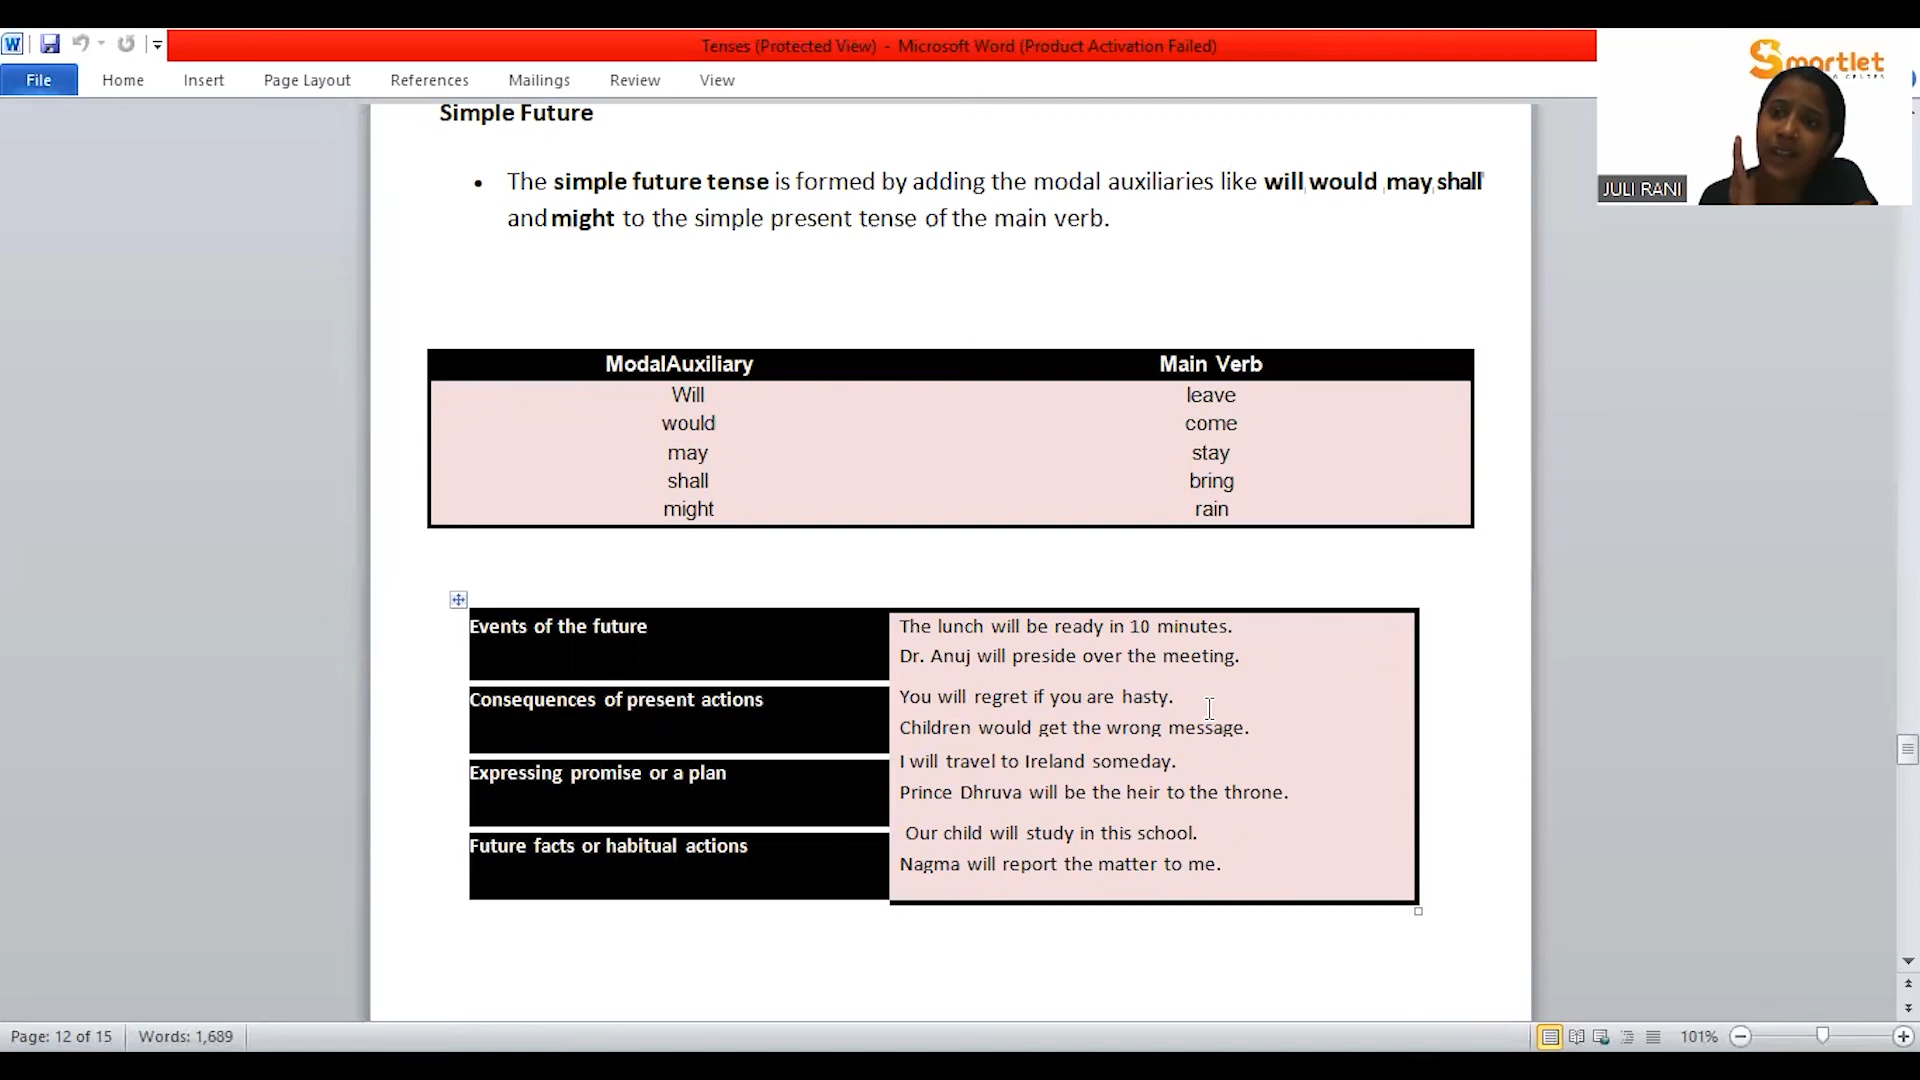 Tenses (Protected View) - Microsoft Word (Product Activation Failed)
Smartlet
File Home Insert Page Layout References Mailings Review View
JULI RANI
Simple Future
• The simple future tense is formed by adding the modal auxiliaries like will would ,may shall
and might to the simple present tense of the main verb.
ModalAuxiliary Main Verb
Will leave
would come
may stay
shall bring
might rain
Events of the future
The lunch will be ready in 10 minutes.
Dr. Anuj will preside over the meeting.
Consequences of present actions
You will regret if you are hasty.
Children would get the wrong message.
Expressing promise or a plan
I will travel to Ireland someday.
Prince Dhruva will be the heir to the throne.
Future facts or habitual actions
Our child will study in this school.
Nagma will report the matter to me.
Page: 12 of 15 Words: 1,689 101%